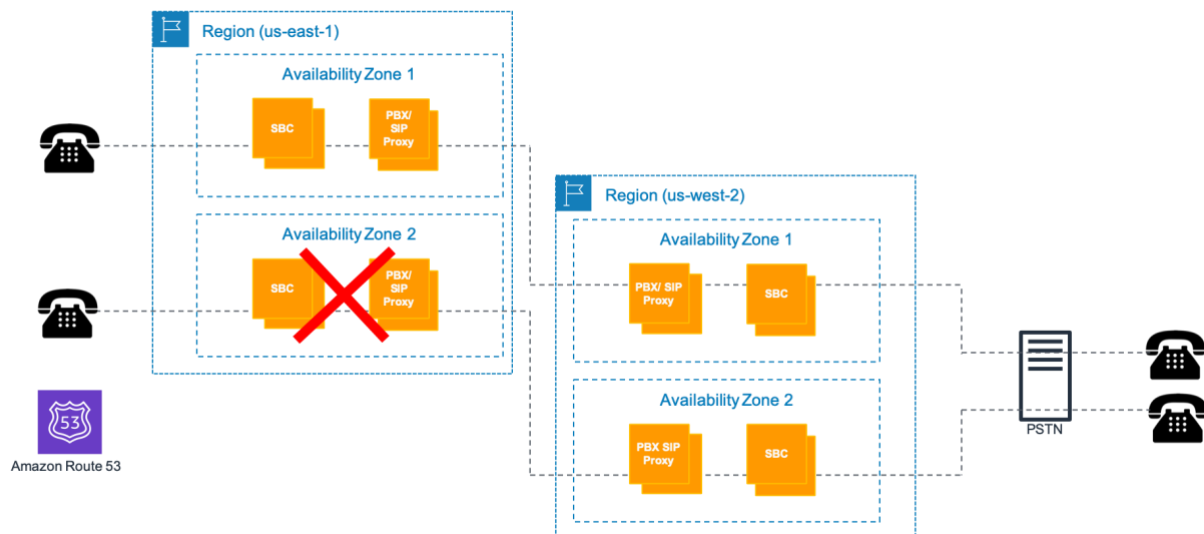 Region (us-east-1)
Availability Zone 1
SBC
PBX/
SIP
Proxy
Availability Zone 2
SBC
PBX/
SIP
Proxy
53
Amazon Route 53
Region (us-west-2)
Availability Zone 1
PBX/ SIP
Proxy
SBC
Availability Zone 2
PBX SIP
Proxy
SBC
PSTN